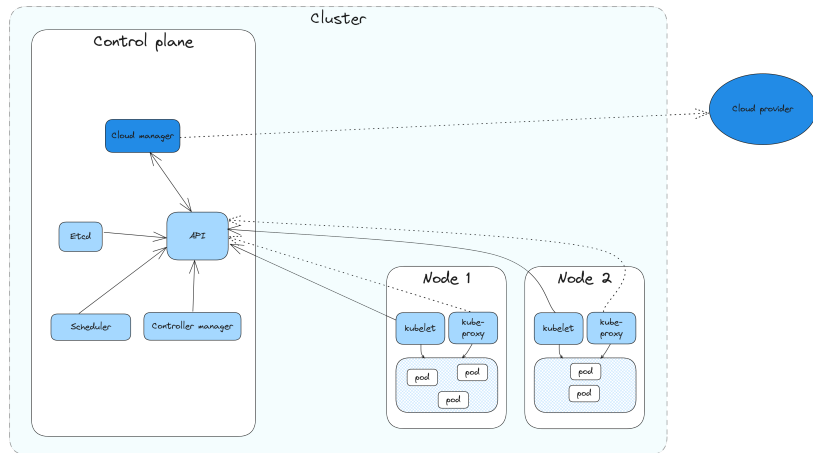 Cluster
Control plane
Cloud manager
Cloud provider
Etcd
API
Scheduler
Controller manager
Node 1
kubelet
kube-
proxy
pod
pod
pod
Node 2
kubelet
kube-
proxy
pod
pod